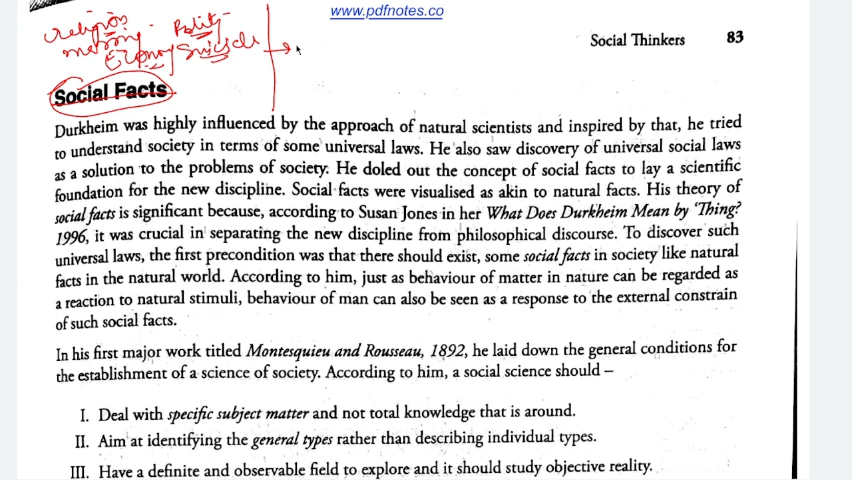 www.pdfnotes.co
Religion Polity
Economy Suicide
Social Thinkers 83
Social Facts
Durkheim was highly influenced by the approach of natural scientists and inspired by that, he tried
to understand society in terms of some universal laws. He also saw discovery of universal social laws
as a solution to the problems of society. He doled out the concept of social facts to lay a scientific
foundation for the new discipline. Social facts were visualised as akin to natural facts. His theory of
social facts is significant because, according to Susan Jones in her What Does Durkheim Mean by 'Thing?
1996, it was crucial in separating the new discipline from philosophical discourse. To discover such
universal laws, the first precondition was that there should exist, some social facts in society like natural
facts in the natural world. According to him, just as behaviour of matter in nature can be regarded as
a reaction to natural stimuli, behaviour of man can also be seen as a response to the external constrain
of such social facts.
In his first major work titled Montesquieu and Rousseau, 1892, he laid down the general conditions for
the establishment of a science of society. According to him, a social science should –
I. Deal with specific subject matter and not total knowledge that is around.
II. Aim at identifying the general types rather than describing individual types.
III. Have a definite and observable field to explore and it should study objective reality.